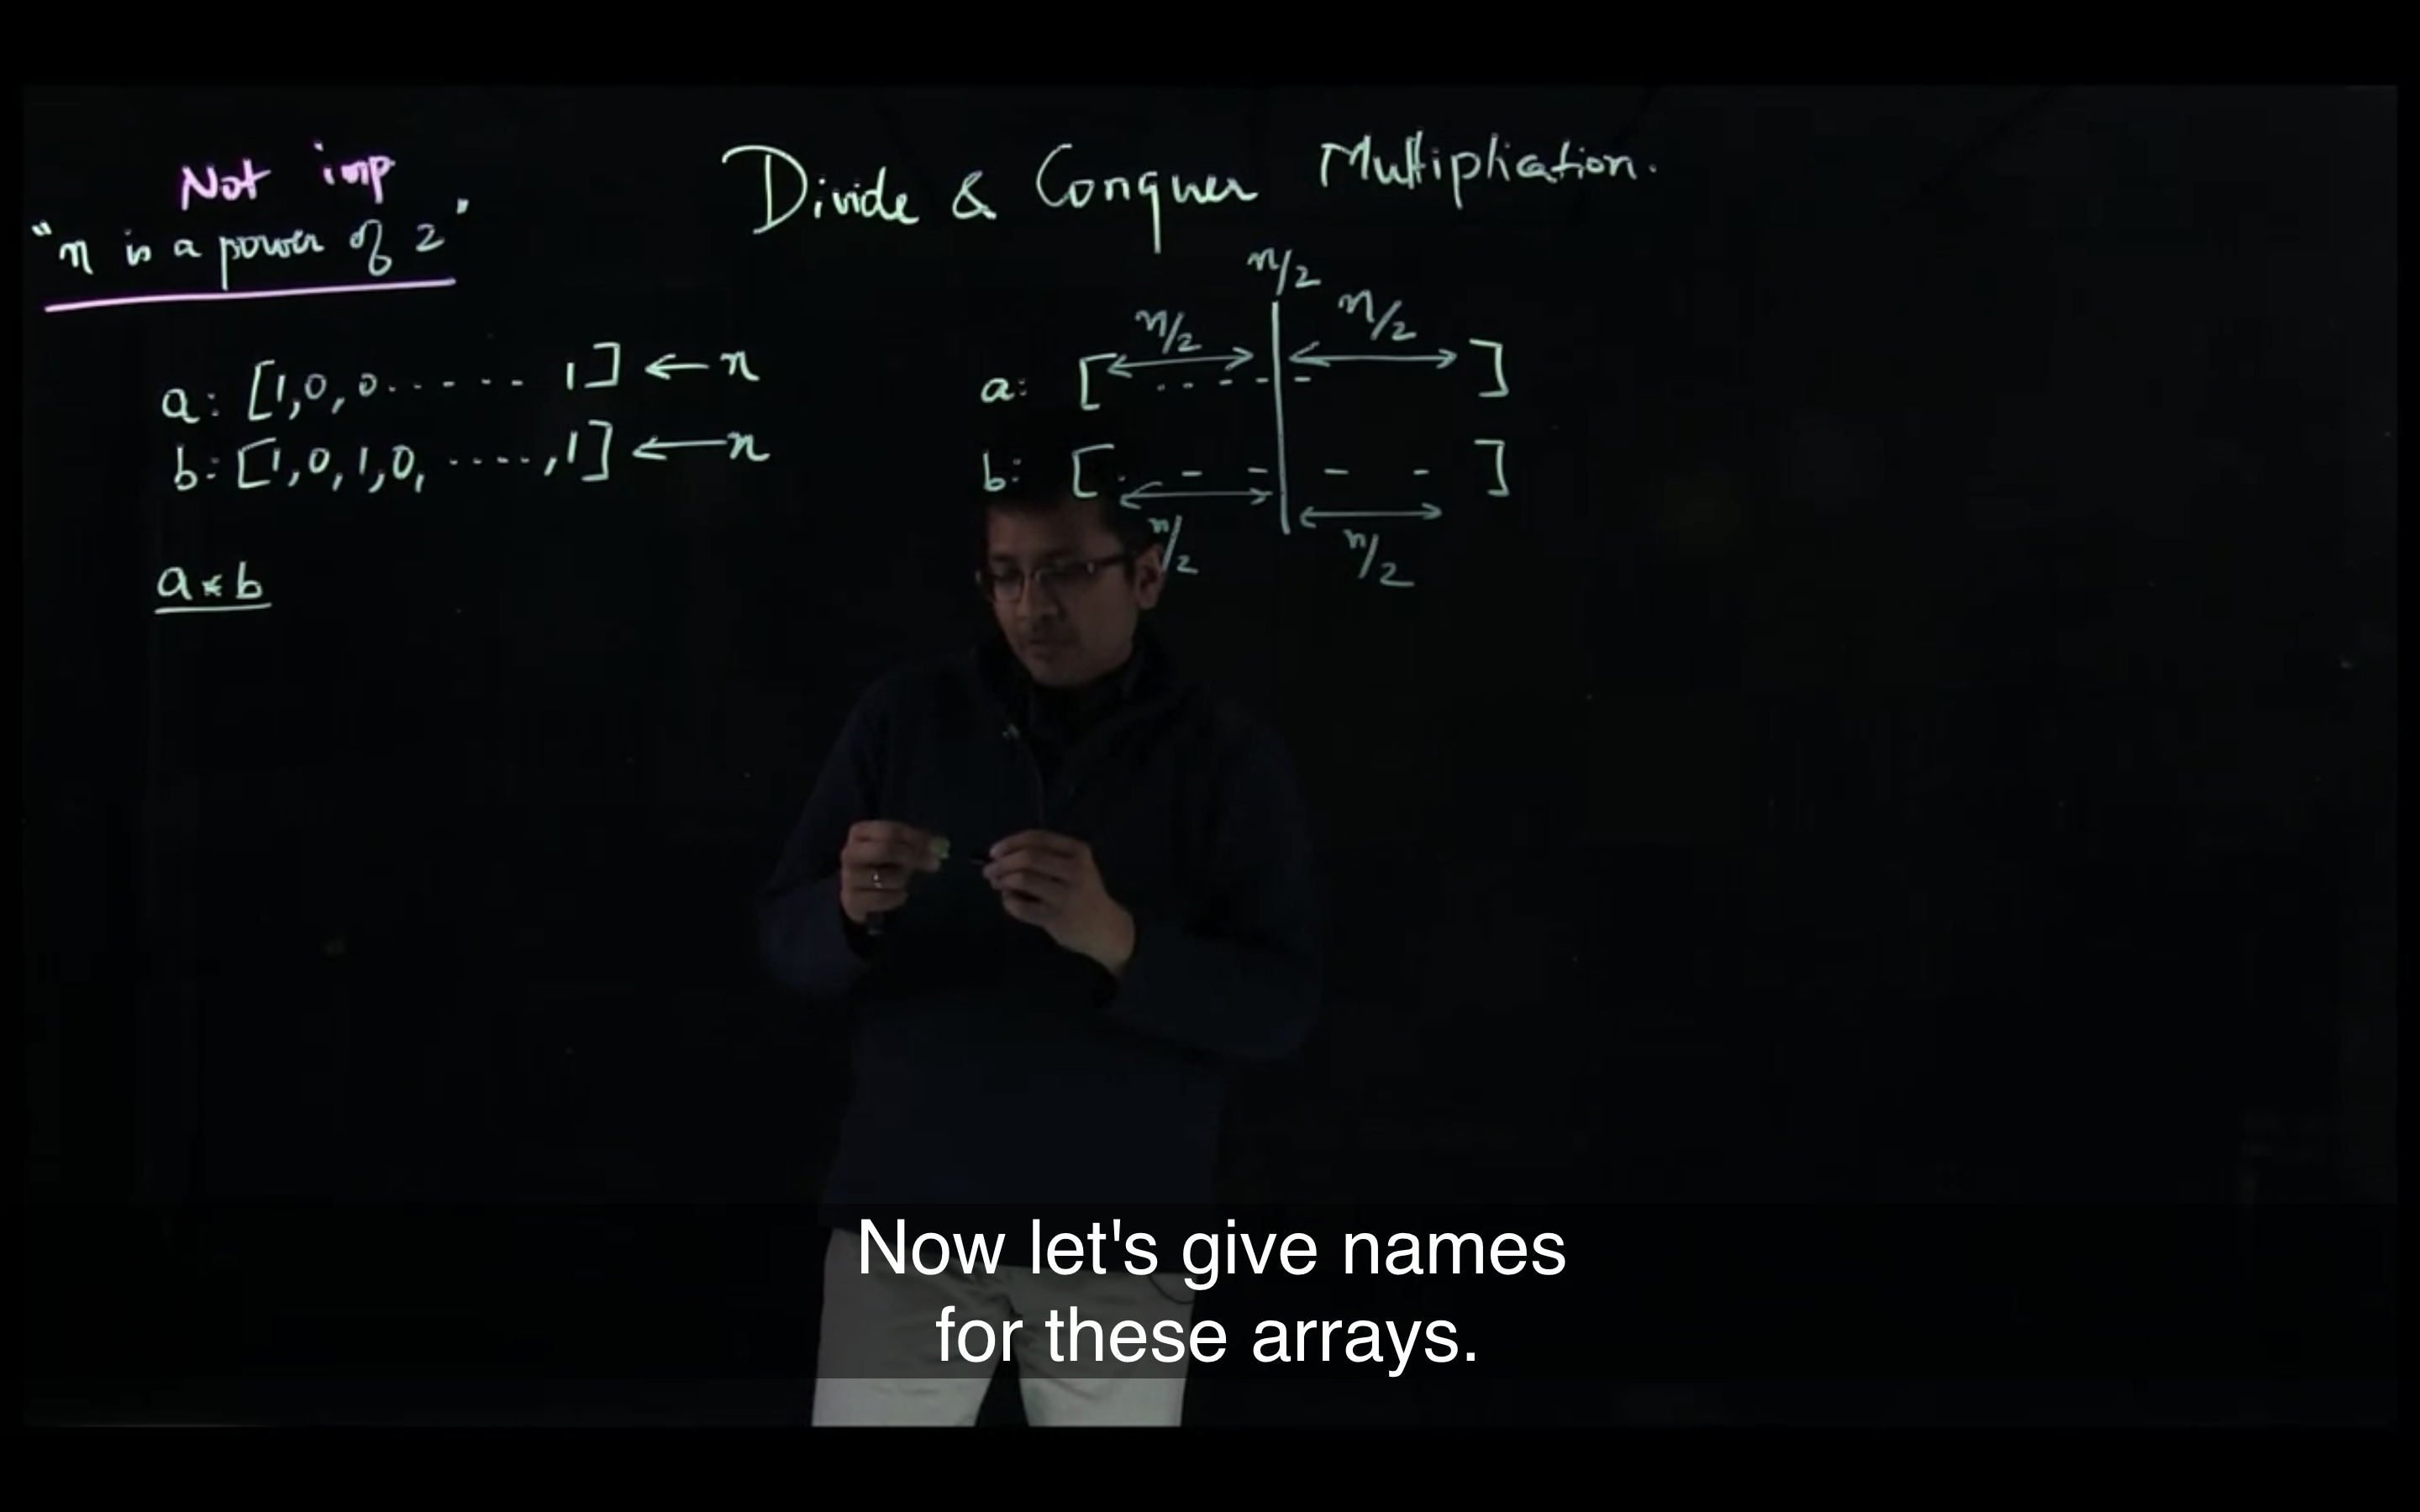 Divide & Conquer Multiplication.
Not imp
"n is a power of 2"
a: [1,0,0...... 1] ← n
b: [1,0,1,0, ....,1] ← n
a * b
n/2
n/2 n/2
a: [ ..----- ]
b: [. - - - - ]
n/2 n/2
Now let's give names
for these arrays.